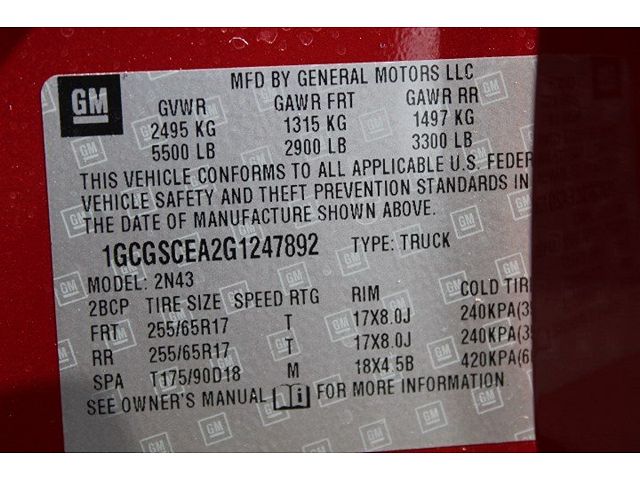 GM
MFD BY GENERAL MOTORS LLC
GVWR GAWR FRT GAWR RR
2495 KG 1315 KG 1497 KG
5500 LB 2900 LB 3300 LB
THIS VEHICLE CONFORMS TO ALL APPLICABLE U.S. FEDER
VEHICLE SAFETY AND THEFT PREVENTION STANDARDS IN
THE DATE OF MANUFACTURE SHOWN ABOVE.
1GCGSCEA2G1247892 TYPE: TRUCK
MODEL: 2N43
2BCP TIRE SIZE SPEED RTG RIM COLD TIR
FRT 255/65R17 T 17X8.0J 240KPA(3
RR 255/65R17 T 17X8.0J 240KPA(3
SPA T175/90D18 M 18X4.5B 420KPA(6
SEE OWNER'S MANUAL i FOR MORE INFORMATION